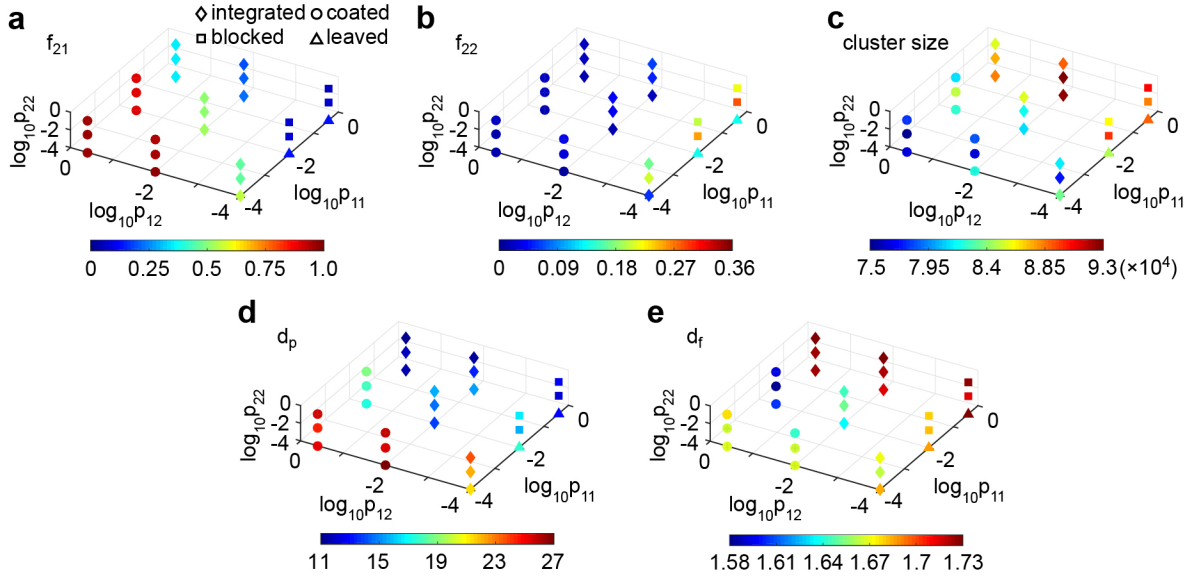 a
◇ integrated ○ coated
□ blocked △ leaved
f21
log10p22
0
-2
-4
0
-2
-4
log10p12
-4
-2
0
log10p11
0 0.25 0.5 0.75 1.0
b
f22
log10p22
0
-2
-4
0
-2
-4
log10p12
-4
-2
0
log10p11
0 0.09 0.18 0.27 0.36
c
cluster size
log10p22
0
-2
-4
0
-2
-4
log10p12
-4
-2
0
log10p11
7.5 7.95 8.4 8.85 9.3(×10⁴)
d
dp
log10p22
0
-2
-4
0
-2
-4
log10p12
-4
-2
0
log10p11
11 15 19 23 27
e
df
log10p22
0
-2
-4
0
-2
-4
log10p12
-4
-2
0
log10p11
1.58 1.61 1.64 1.67 1.7 1.73